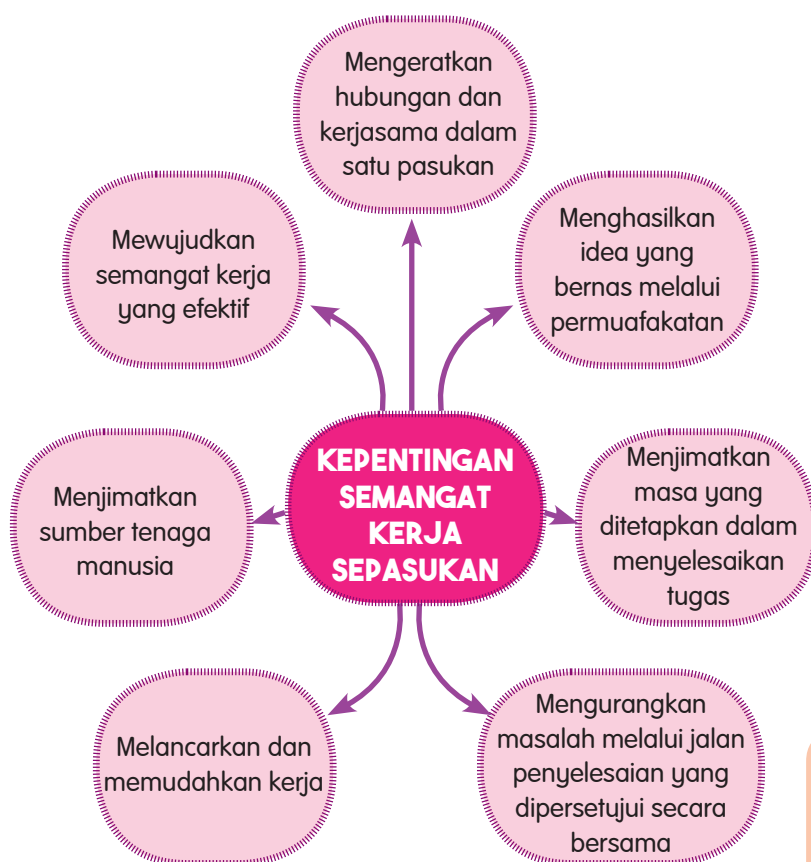 Mengeratkan
hubungan dan
kerjasama dalam
satu pasukan
Mewujudkan
semangat kerja
yang efektif
Menghasilkan
idea yang
bernas melalui
permuafakatan
KEPENTINGAN
SEMANGAT
KERJA
SEPASUKAN
Menjimatkan
sumber tenaga
manusia
Menjimatkan
masa yang
ditetapkan dalam
menyelesaikan
tugas
Melancarkan dan
memudahkan kerja
Mengurangkan
masalah melalui jalan
penyelesaian yang
dipersetujui secara
bersama